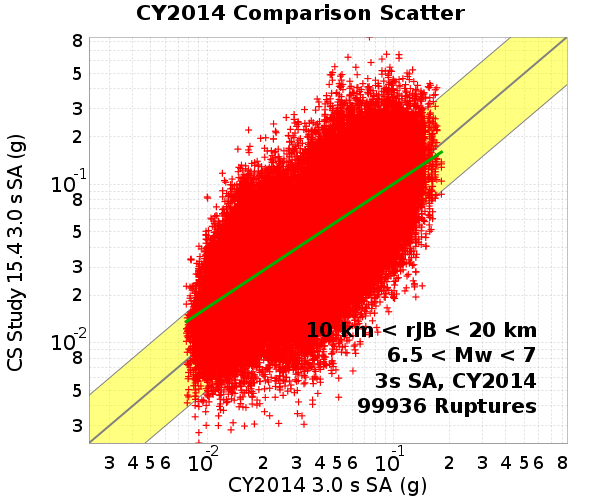 CY2014 Comparison Scatter
CS Study 15.4 3.0 s SA (g)
8
5
3
2
10⁻¹
8
5
3
2
10⁻²
8
5
3
10 km < rJB < 20 km
6.5 < Mw < 7
3s SA, CY2014
99936 Ruptures
3 4 5 6 10⁻² 2 3 4 5 6 10⁻¹ 2 3 4 5 6 8
CY2014 3.0 s SA (g)